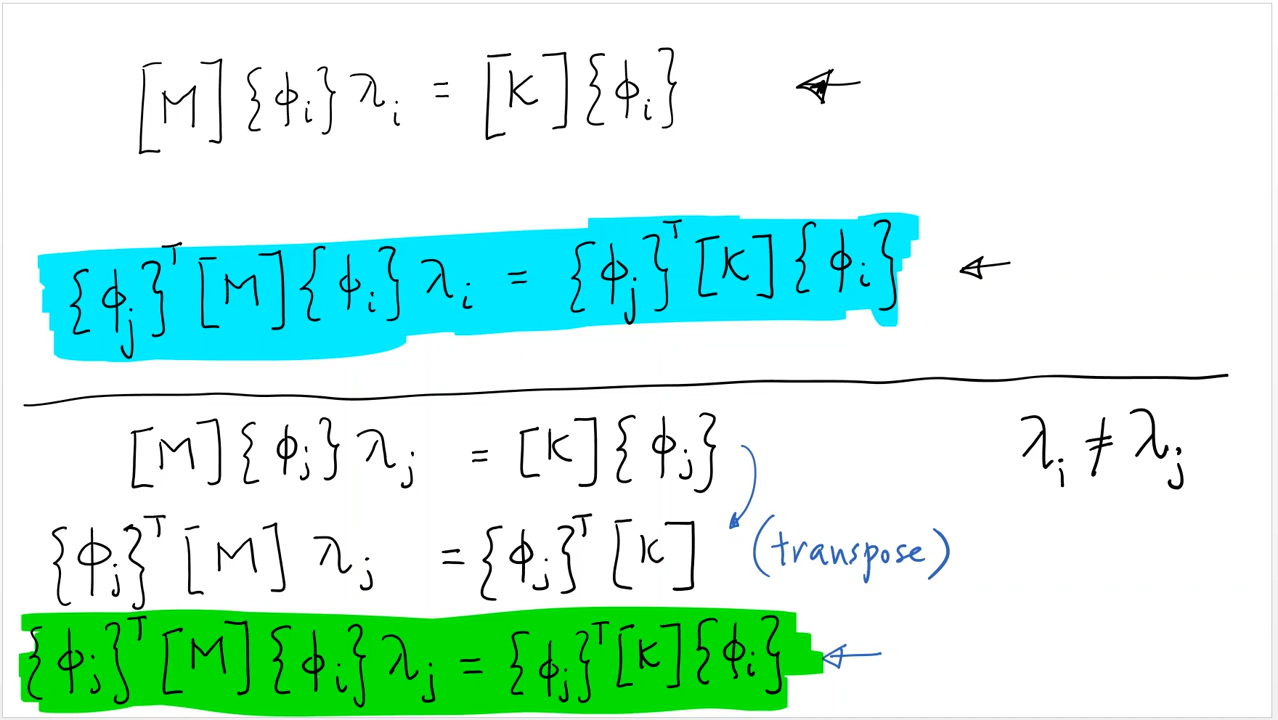 [M]{ϕᵢ}λᵢ = [K]{ϕᵢ}
{ϕⱼ}ᵀ[M]{ϕᵢ}λᵢ = {ϕⱼ}ᵀ[K]{ϕᵢ}
[M]{ϕⱼ}λⱼ = [K]{ϕⱼ}
λᵢ ≠ λⱼ
{ϕⱼ}ᵀ[M]λⱼ = {ϕⱼ}ᵀ[K] (transpose)
{ϕⱼ}ᵀ[M]{ϕᵢ}λⱼ = {ϕⱼ}ᵀ[K]{ϕᵢ}